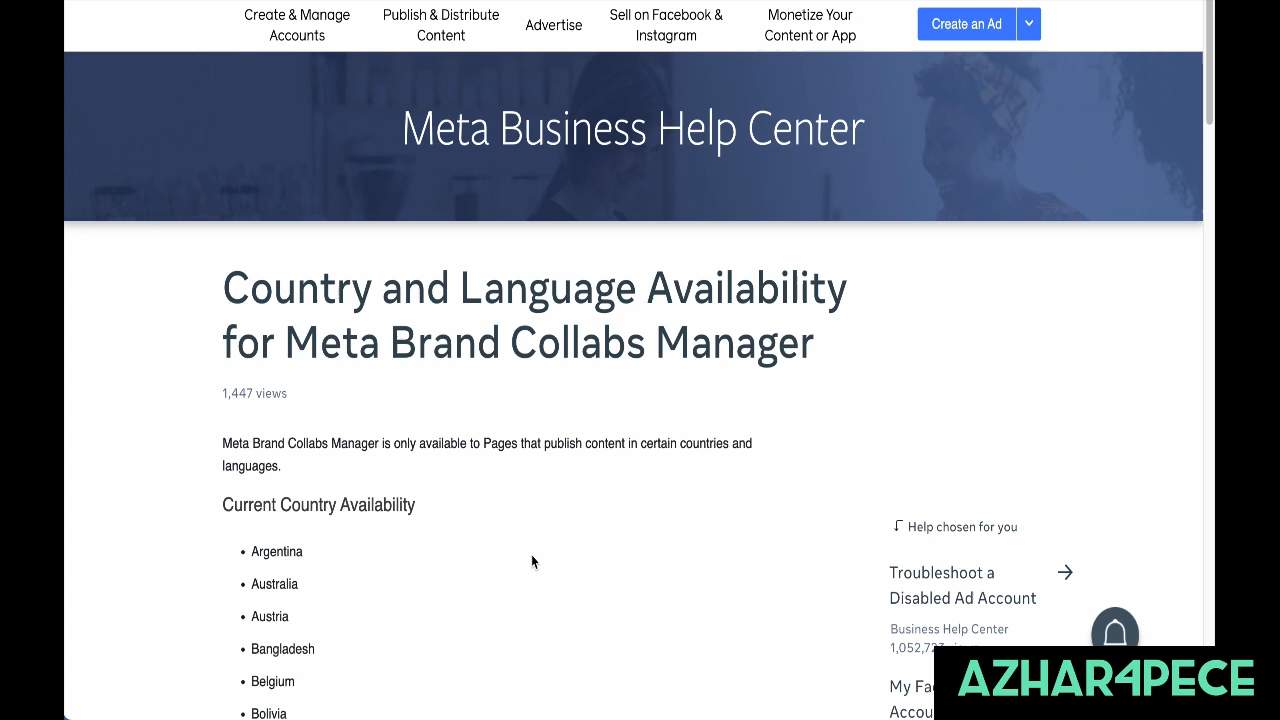 Create & Manage
Accounts
Publish & Distribute
Content
Advertise
Sell on Facebook &
Instagram
Monetize Your
Content or App
Create an Ad
Meta Business Help Center
Country and Language Availability
for Meta Brand Collabs Manager
1,447 views
Meta Brand Collabs Manager is only available to Pages that publish content in certain countries and
languages.
Current Country Availability
• Argentina
• Australia
• Austria
• Bangladesh
• Belgium
• Bolivia
Help chosen for you
Troubleshoot a
Disabled Ad Account
Business Help Center
My
AZHAR4PECE